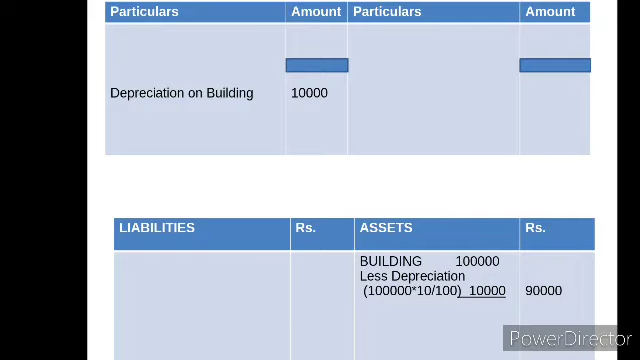 Particulars Amount Particulars Amount
Depreciation on Building 10000
LIABILITIES Rs. ASSETS Rs.
BUILDING 100000
Less Depreciation
(100000*10/100) 10000 90000
PowerDirector